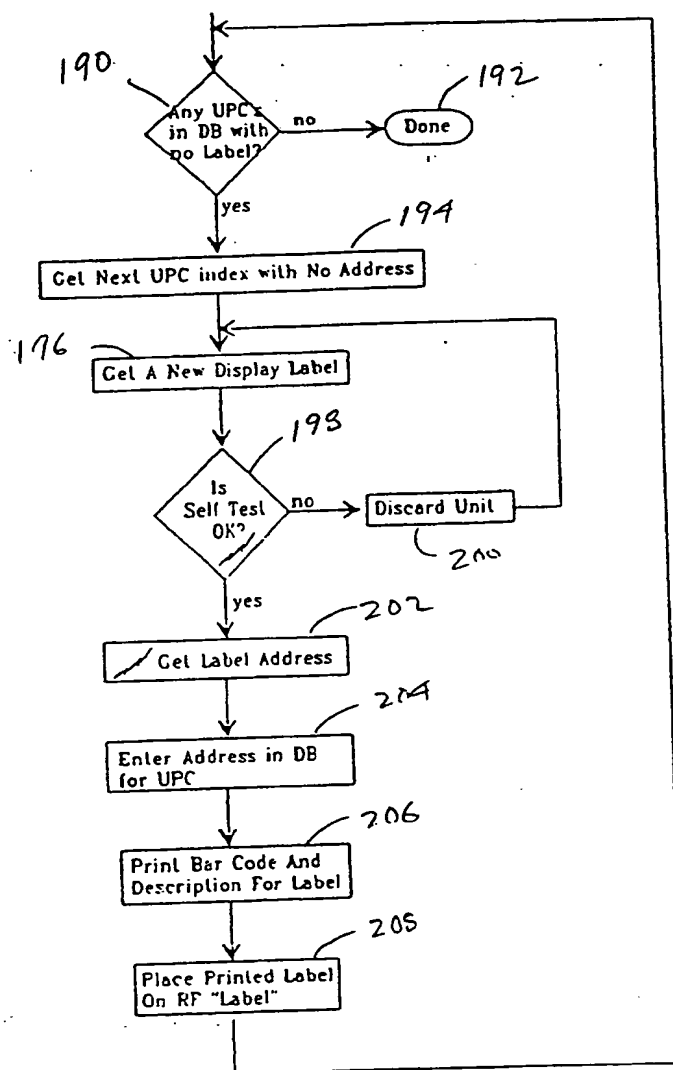 190
Any UPC's
in DB with
no Label?
no
Done
192
yes
194
Get Next UPC index with No Address
176
Get A New Display Label
193
Is
Self Test
OK?
no
Discard Unit
200
yes
202
Get Label Address
204
Enter Address in DB
for UPC
206
Print Bar Code And
Description For Label
205
Place Printed Label
On RF "Label"